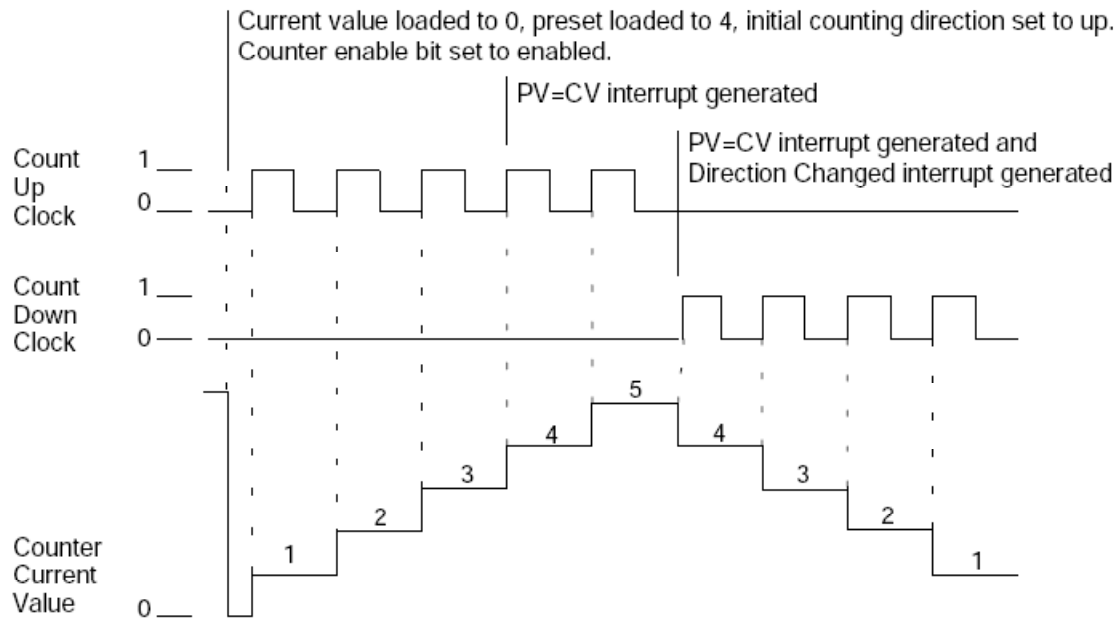 Current value loaded to 0, preset loaded to 4, initial counting direction set to up.
Counter enable bit set to enabled.
PV=CV interrupt generated
PV=CV interrupt generated and
Direction Changed interrupt generated
Count
Up
Clock
1
0
Count
Down
Clock
1
0
5
4
4
3
3
2
2
1
1
Counter
Current
Value
0